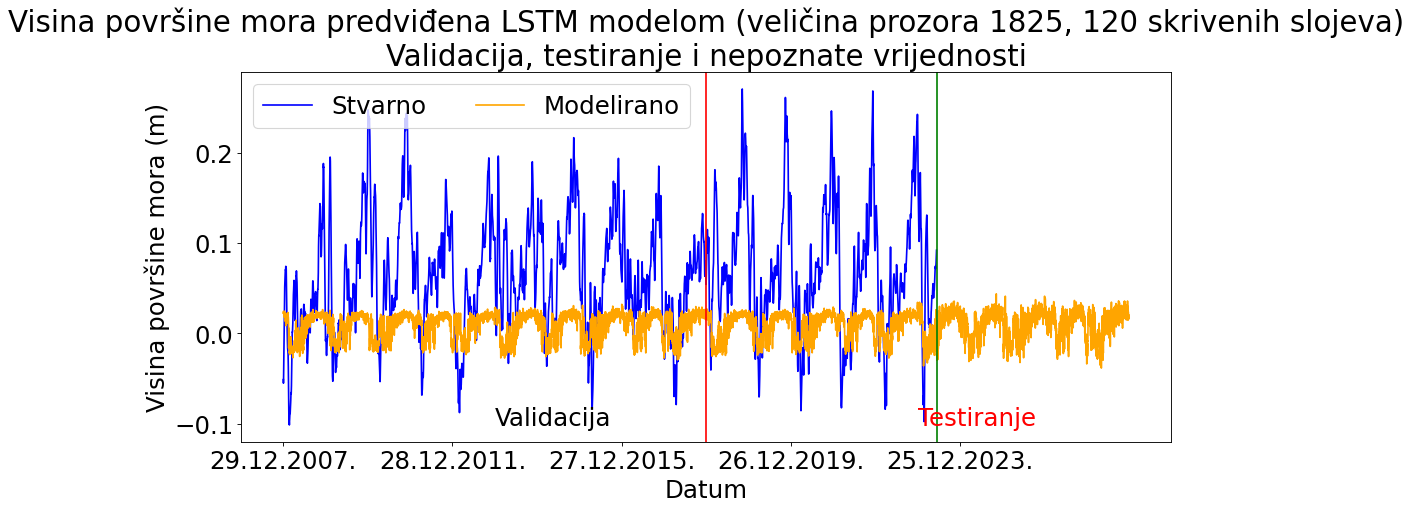 Visina površine mora predviđena LSTM modelom (veličina prozora 1825, 120 skrivenih slojeva)
Validacija, testiranje i nepoznate vrijednosti
Stvarno
Modelirano
Visina površine mora (m)
0.2
0.1
0.0
−0.1
Validacija
Testiranje
29.12.2007.
28.12.2011.
27.12.2015.
26.12.2019.
25.12.2023.
Datum